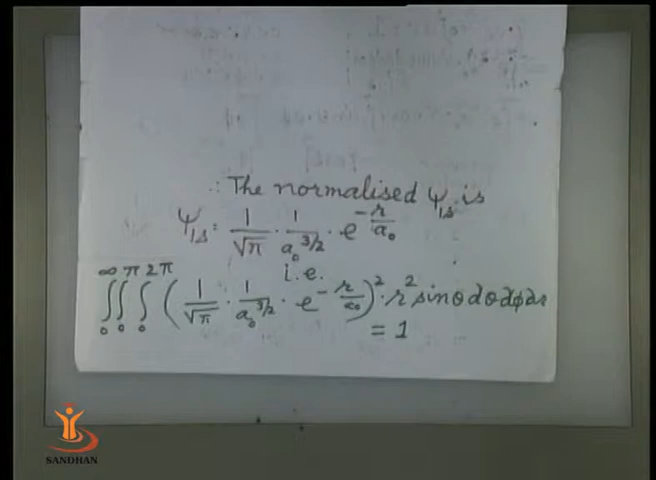 ∴ The normalised ψ₁ₛ is
ψ₁ₛ = 1/√π · 1/a₀^3/2 · e^-r/a₀
i.e.
∫₀^∞ ∫₀^π ∫₀^2π (1/√π · 1/a₀^3/2 · e^-r/a₀)² · r² sinθ dθ dϕ dr
= 1
SANDHAN